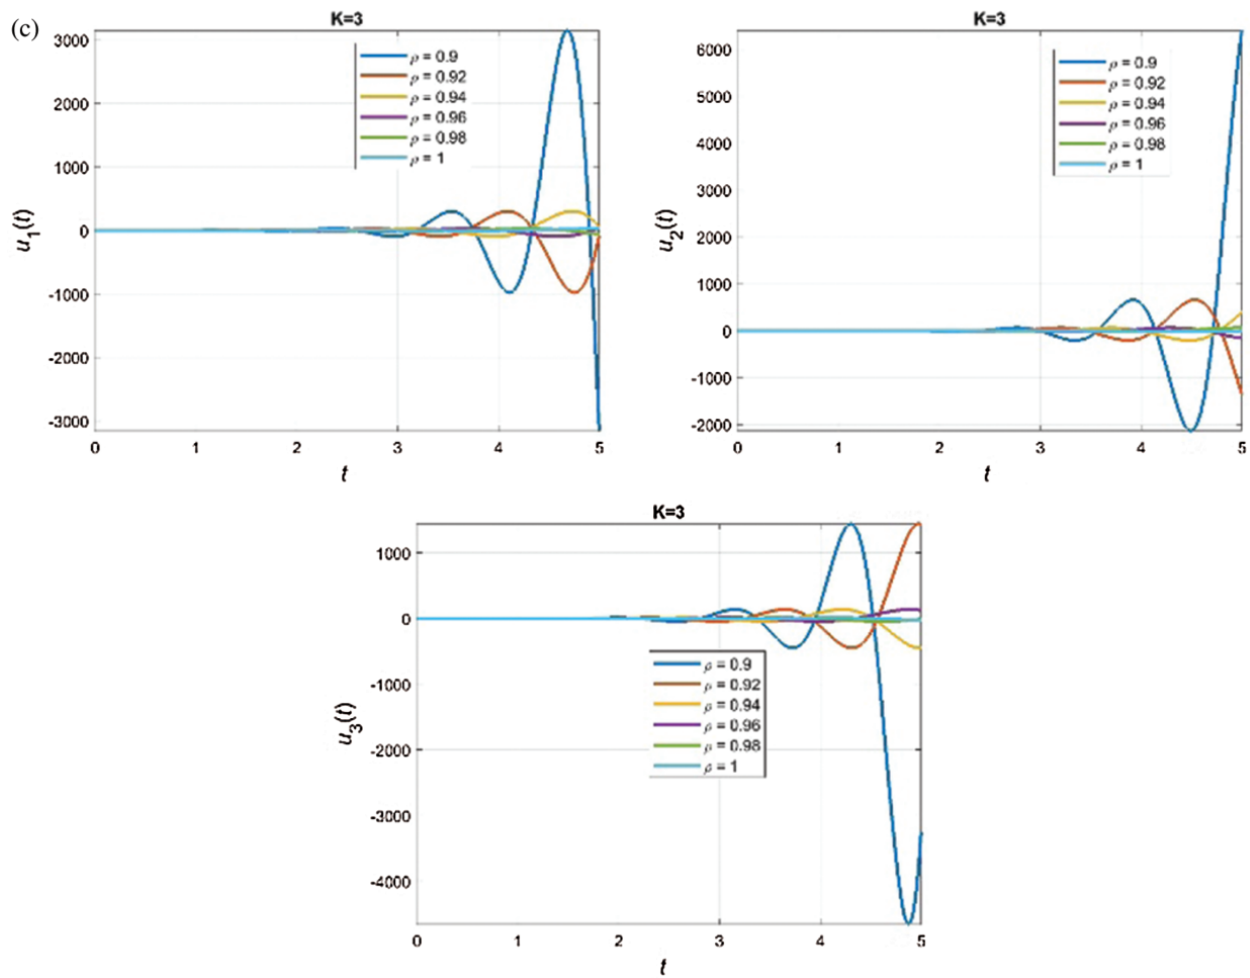 (c)
K=3
3000
2000
1000
0
-1000
-2000
-3000
u1(t)
ρ = 0.9
ρ = 0.92
ρ = 0.94
ρ = 0.96
ρ = 0.98
ρ = 1
0 1 2 3 4 5
t
K=3
6000
5000
4000
3000
2000
1000
0
-1000
-2000
u2(t)
ρ = 0.9
ρ = 0.92
ρ = 0.94
ρ = 0.96
ρ = 0.98
ρ = 1
0 1 2 3 4 5
t
K=3
1000
0
-1000
-2000
-3000
-4000
u3(t)
ρ = 0.9
ρ = 0.92
ρ = 0.94
ρ = 0.96
ρ = 0.98
ρ = 1
0 1 2 3 4 5
t